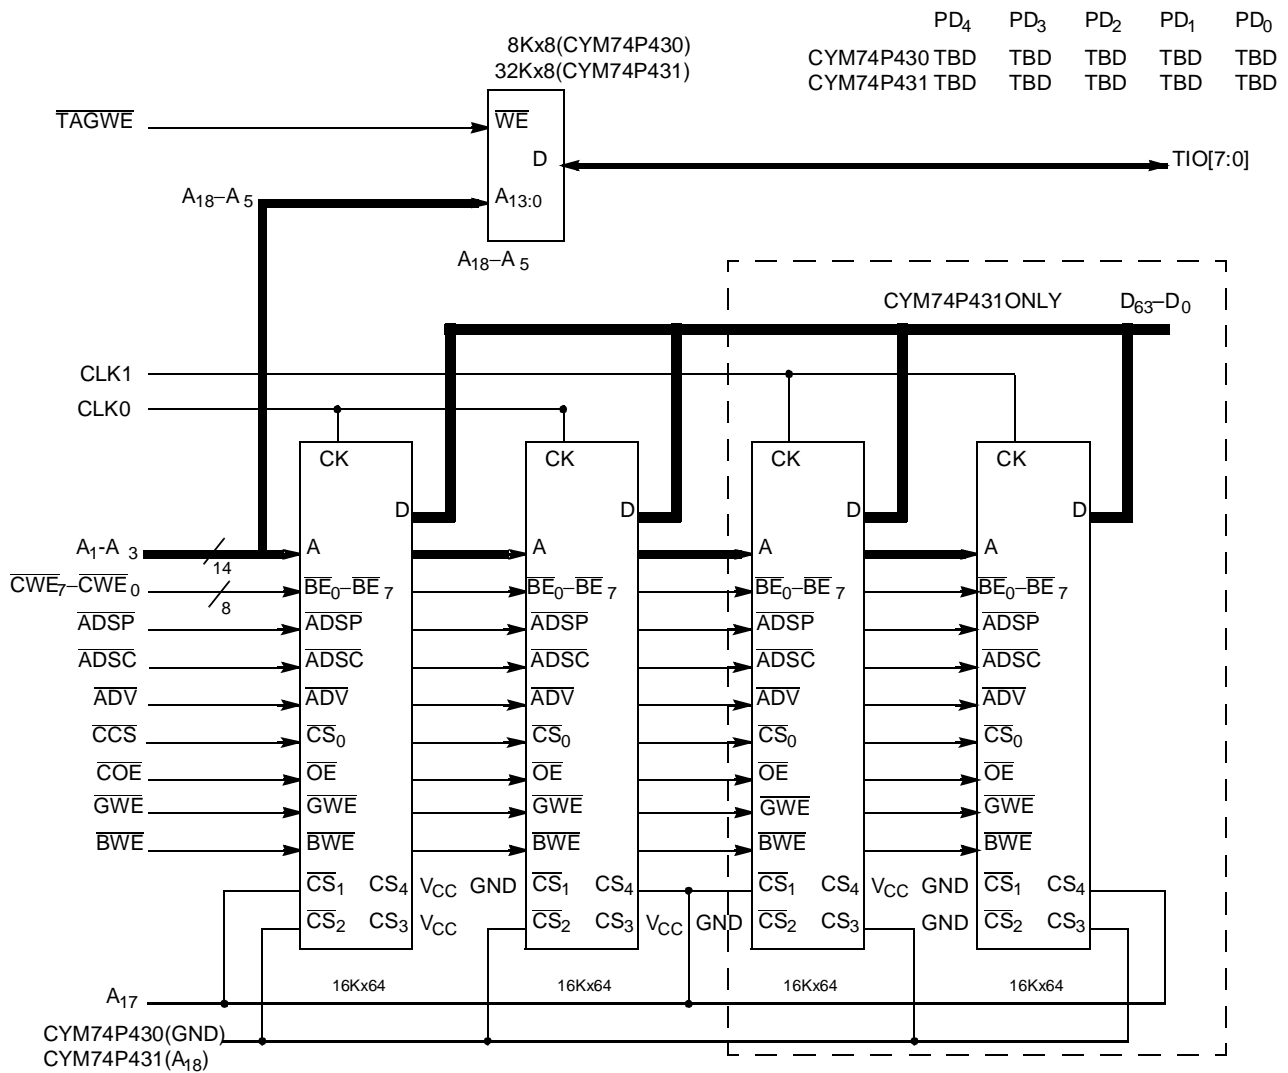 PD4 PD3 PD2 PD1 PD0
8Kx8(CYM74P430)
CYM74P430 TBD TBD TBD TBD TBD
32Kx8(CYM74P431)
CYM74P431 TBD TBD TBD TBD TBD
TAGWE WE
D TIO[7:0]
A18–A5 A13:0
A18–A5
CYM74P431ONLY D63–D0
CLK1
CLK0
CK CK CK CK
D D D D
A1-A3 14 A A A A
CWE7–CWE0 8 BE0–BE7 BE0–BE7 BE0–BE7 BE0–BE7
ADSP ADSP ADSP ADSP ADSP
ADSC ADSC ADSC ADSC ADSC
ADV ADV ADV ADV ADV
CCS CS0 CS0 CS0 CS0
COE OE OE OE OE
GWE GWE GWE GWE GWE
BWE BWE BWE BWE BWE
CS1 CS4 VCC GND CS1 CS4 CS1 CS4 VCC GND CS1 CS4
CS2 CS3 VCC CS2 CS3 VCC GND CS2 CS3 GND CS2 CS3
16Kx64 16Kx64 16Kx64 16Kx64
A17
CYM74P430(GND)
CYM74P431(A18)